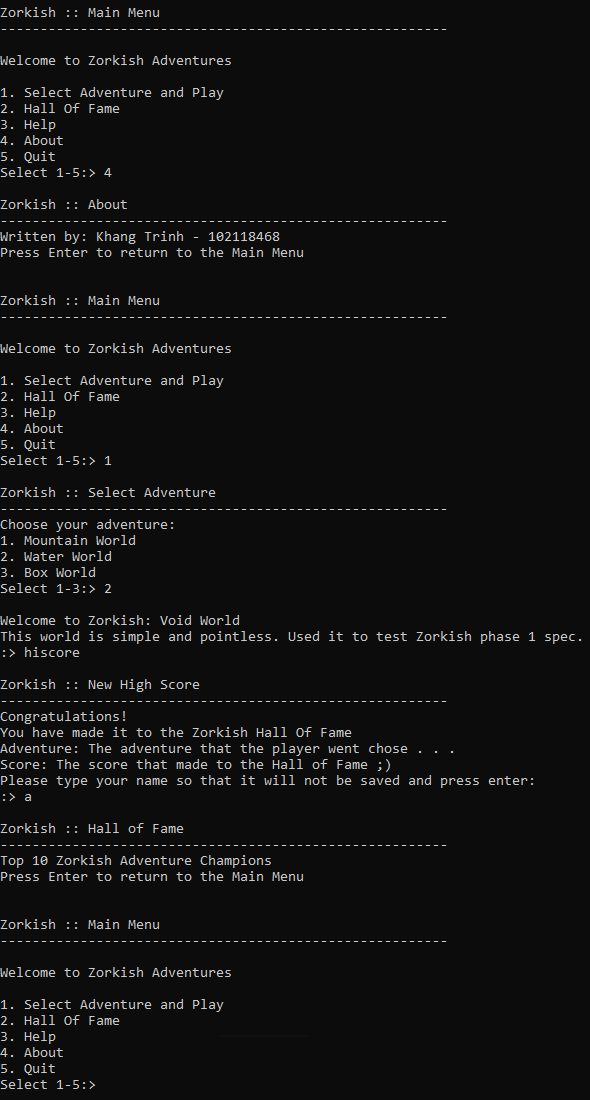 Zorkish :: Main Menu
--------------------------------------------------------
Welcome to Zorkish Adventures
1. Select Adventure and Play
2. Hall Of Fame
3. Help
4. About
5. Quit
Select 1-5:> 4
Zorkish :: About
--------------------------------------------------------
Written by: Khang Trinh - 102118468
Press Enter to return to the Main Menu
Zorkish :: Main Menu
--------------------------------------------------------
Welcome to Zorkish Adventures
1. Select Adventure and Play
2. Hall Of Fame
3. Help
4. About
5. Quit
Select 1-5:> 1
Zorkish :: Select Adventure
--------------------------------------------------------
Choose your adventure:
1. Mountain World
2. Water World
3. Box World
Select 1-3:> 2
Welcome to Zorkish: Void World
This world is simple and pointless. Used it to test Zorkish phase 1 spec.
:> hiscore
Zorkish :: New High Score
--------------------------------------------------------
Congratulations!
You have made it to the Zorkish Hall Of Fame
Adventure: The adventure that the player went chose . . .
Score: The score that made to the Hall of Fame ;)
Please type your name so that it will not be saved and press enter:
:> a
Zorkish :: Hall of Fame
--------------------------------------------------------
Top 10 Zorkish Adventure Champions
Press Enter to return to the Main Menu
Zorkish :: Main Menu
--------------------------------------------------------
Welcome to Zorkish Adventures
1. Select Adventure and Play
2. Hall Of Fame
3. Help
4. About
5. Quit
Select 1-5:>